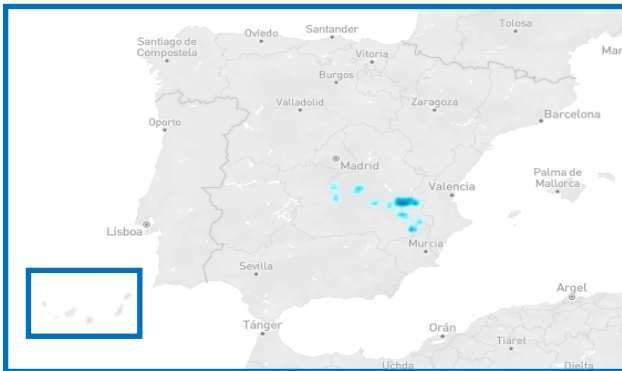 Tolosa
Oviedo
Santander
Santiago de
Compostela
Vitoria
Mar
Burgos
Valladolid
Zaragoza
Barcelona
Oporto
Madrid
Palma de
Mallorca
Valencia
Lisboa
Murcia
Sevilla
Argel
Tánger
Orán
Tiaret
Uchda
Djelfa